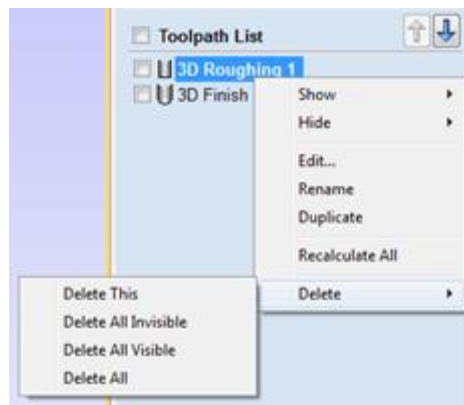 Toolpath List
3D Roughing 1
3D Finish
Show
Hide
Edit...
Rename
Duplicate
Recalculate All
Delete
Delete This
Delete All Invisible
Delete All Visible
Delete All